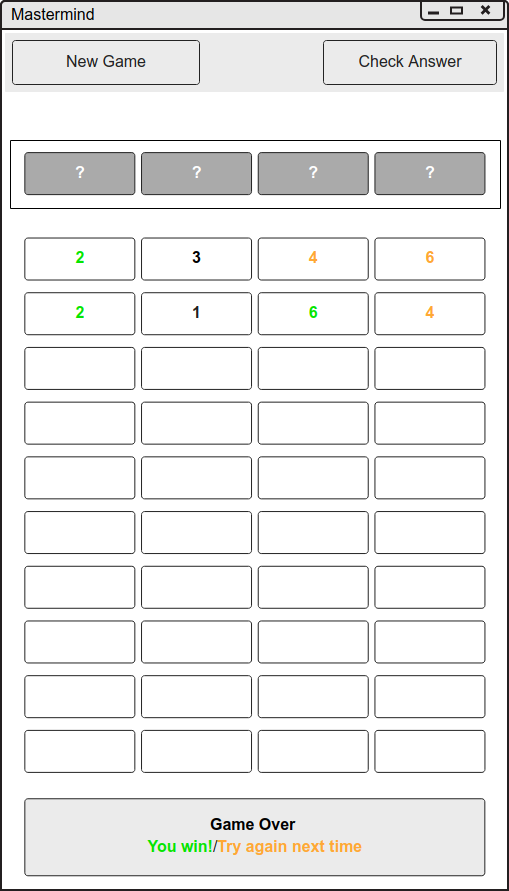 Mastermind
New Game Check Answer
? ? ? ?
2 3 4 6
2 1 6 4
Game Over
You win!/Try again next time